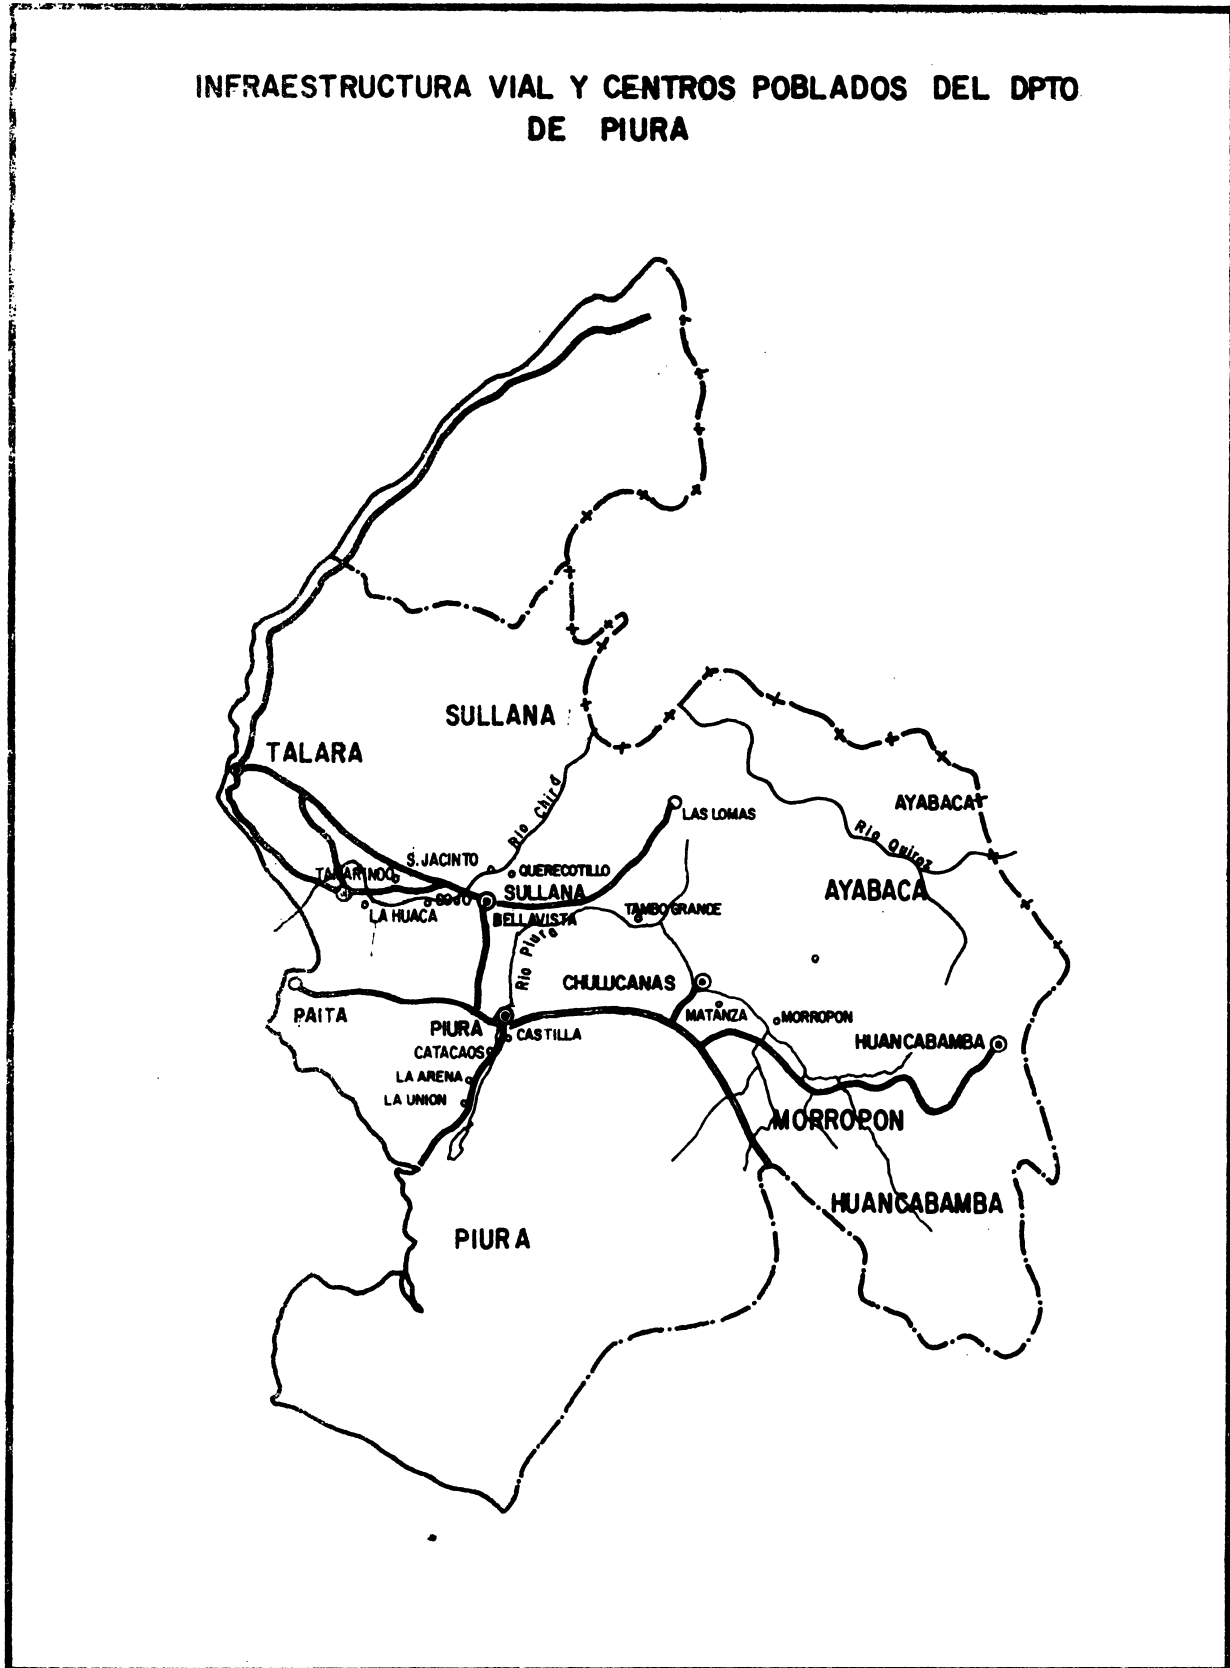 INFRAESTRUCTURA VIAL Y CENTROS POBLADOS DEL DPTO
DE PIURA
SULLANA
TALARA
Rio Chira
LAS LOMAS
AYABACA
Rio Quiroz
S. JACINTO
TAMARINDO
QUERECOTILLO
SULLANA
AYABACA
LA HUACA
BELLAVISTA
TAMBO GRANDE
Rio Piura
CHULUCANAS
PAITA
MATANZA
MORROPON
PIURA
CASTILLA
HUANCABAMBA
CATACAOS
LA ARENA
LA UNION
MORROPON
HUANCABAMBA
PIURA